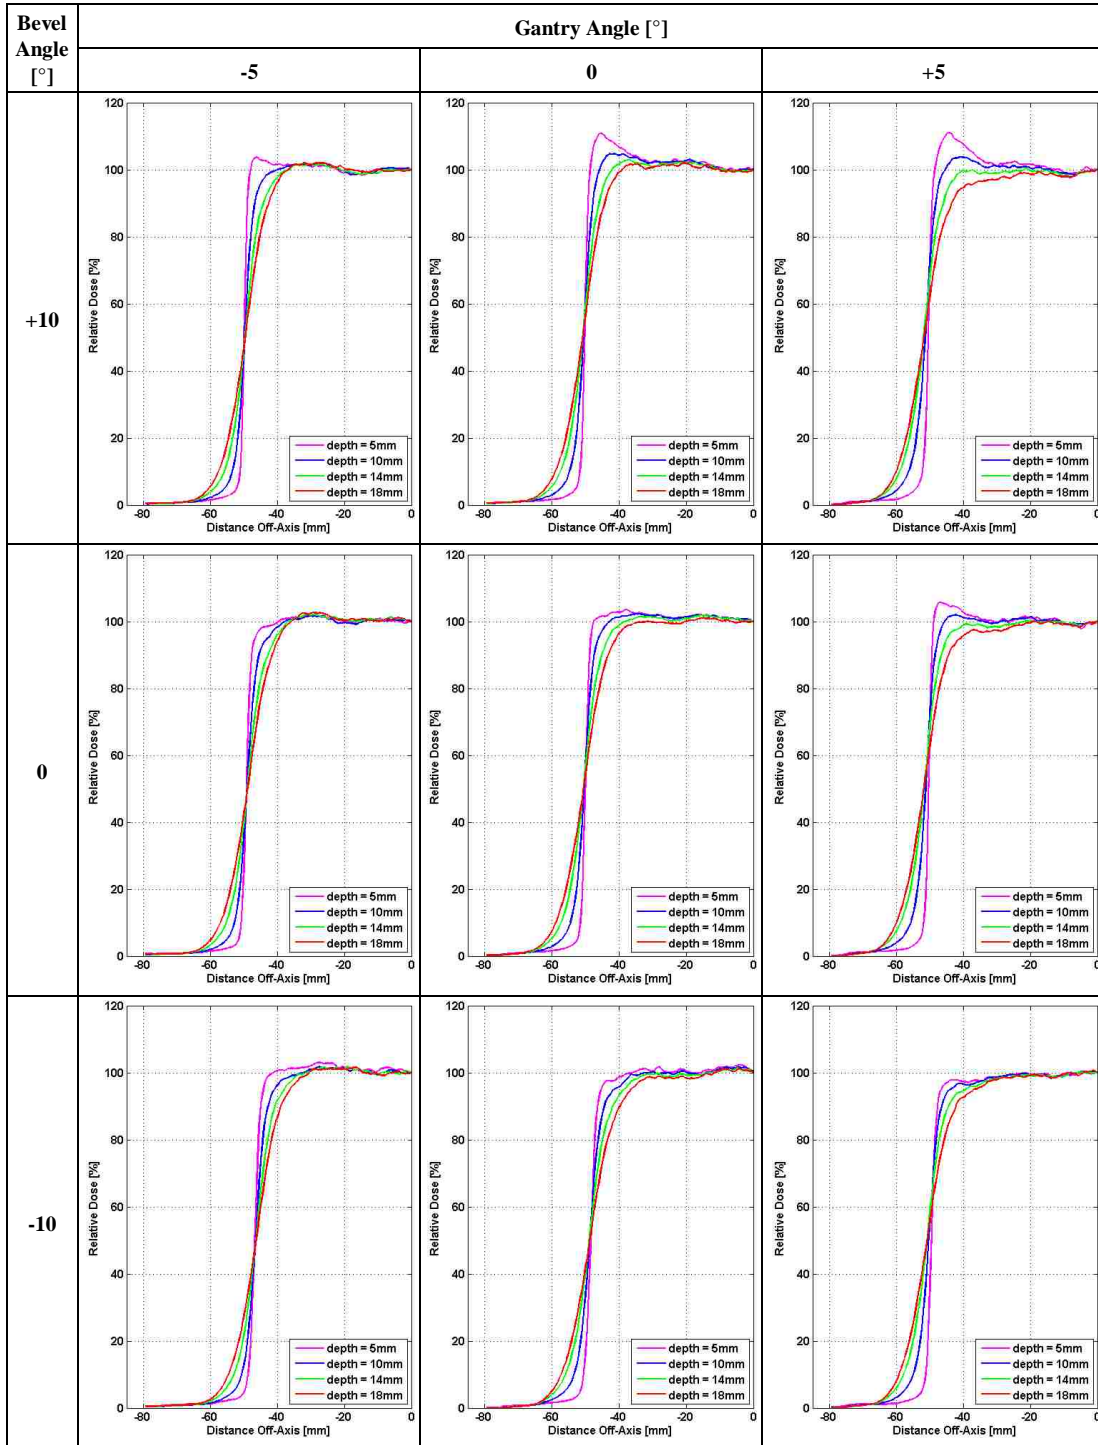 Bevel Angle [°]
Gantry Angle [°]
-5
0
+5
+10
120
100
80
60
40
20
0
Relative Dose [%]
-80 -60 -40 -20 0
Distance Off-Axis [mm]
depth = 5mm
depth = 10mm
depth = 14mm
depth = 18mm
120
100
80
60
40
20
0
Relative Dose [%]
-80 -60 -40 -20 0
Distance Off-Axis [mm]
depth = 5mm
depth = 10mm
depth = 14mm
depth = 18mm
120
100
80
60
40
20
0
Relative Dose [%]
-80 -60 -40 -20 0
Distance Off-Axis [mm]
depth = 5mm
depth = 10mm
depth = 14mm
depth = 18mm
0
120
100
80
60
40
20
0
Relative Dose [%]
-80 -60 -40 -20 0
Distance Off-Axis [mm]
depth = 5mm
depth = 10mm
depth = 14mm
depth = 18mm
120
100
80
60
40
20
0
Relative Dose [%]
-80 -60 -40 -20 0
Distance Off-Axis [mm]
depth = 5mm
depth = 10mm
depth = 14mm
depth = 18mm
120
100
80
60
40
20
0
Relative Dose [%]
-80 -60 -40 -20 0
Distance Off-Axis [mm]
depth = 5mm
depth = 10mm
depth = 14mm
depth = 18mm
-10
120
100
80
60
40
20
0
Relative Dose [%]
-80 -60 -40 -20 0
Distance Off-Axis [mm]
depth = 5mm
depth = 10mm
depth = 14mm
depth = 18mm
120
100
80
60
40
20
0
Relative Dose [%]
-80 -60 -40 -20 0
Distance Off-Axis [mm]
depth = 5mm
depth = 10mm
depth = 14mm
depth = 18mm
120
100
80
60
40
20
0
Relative Dose [%]
-80 -60 -40 -20 0
Distance Off-Axis [mm]
depth = 5mm
depth = 10mm
depth = 14mm
depth = 18mm